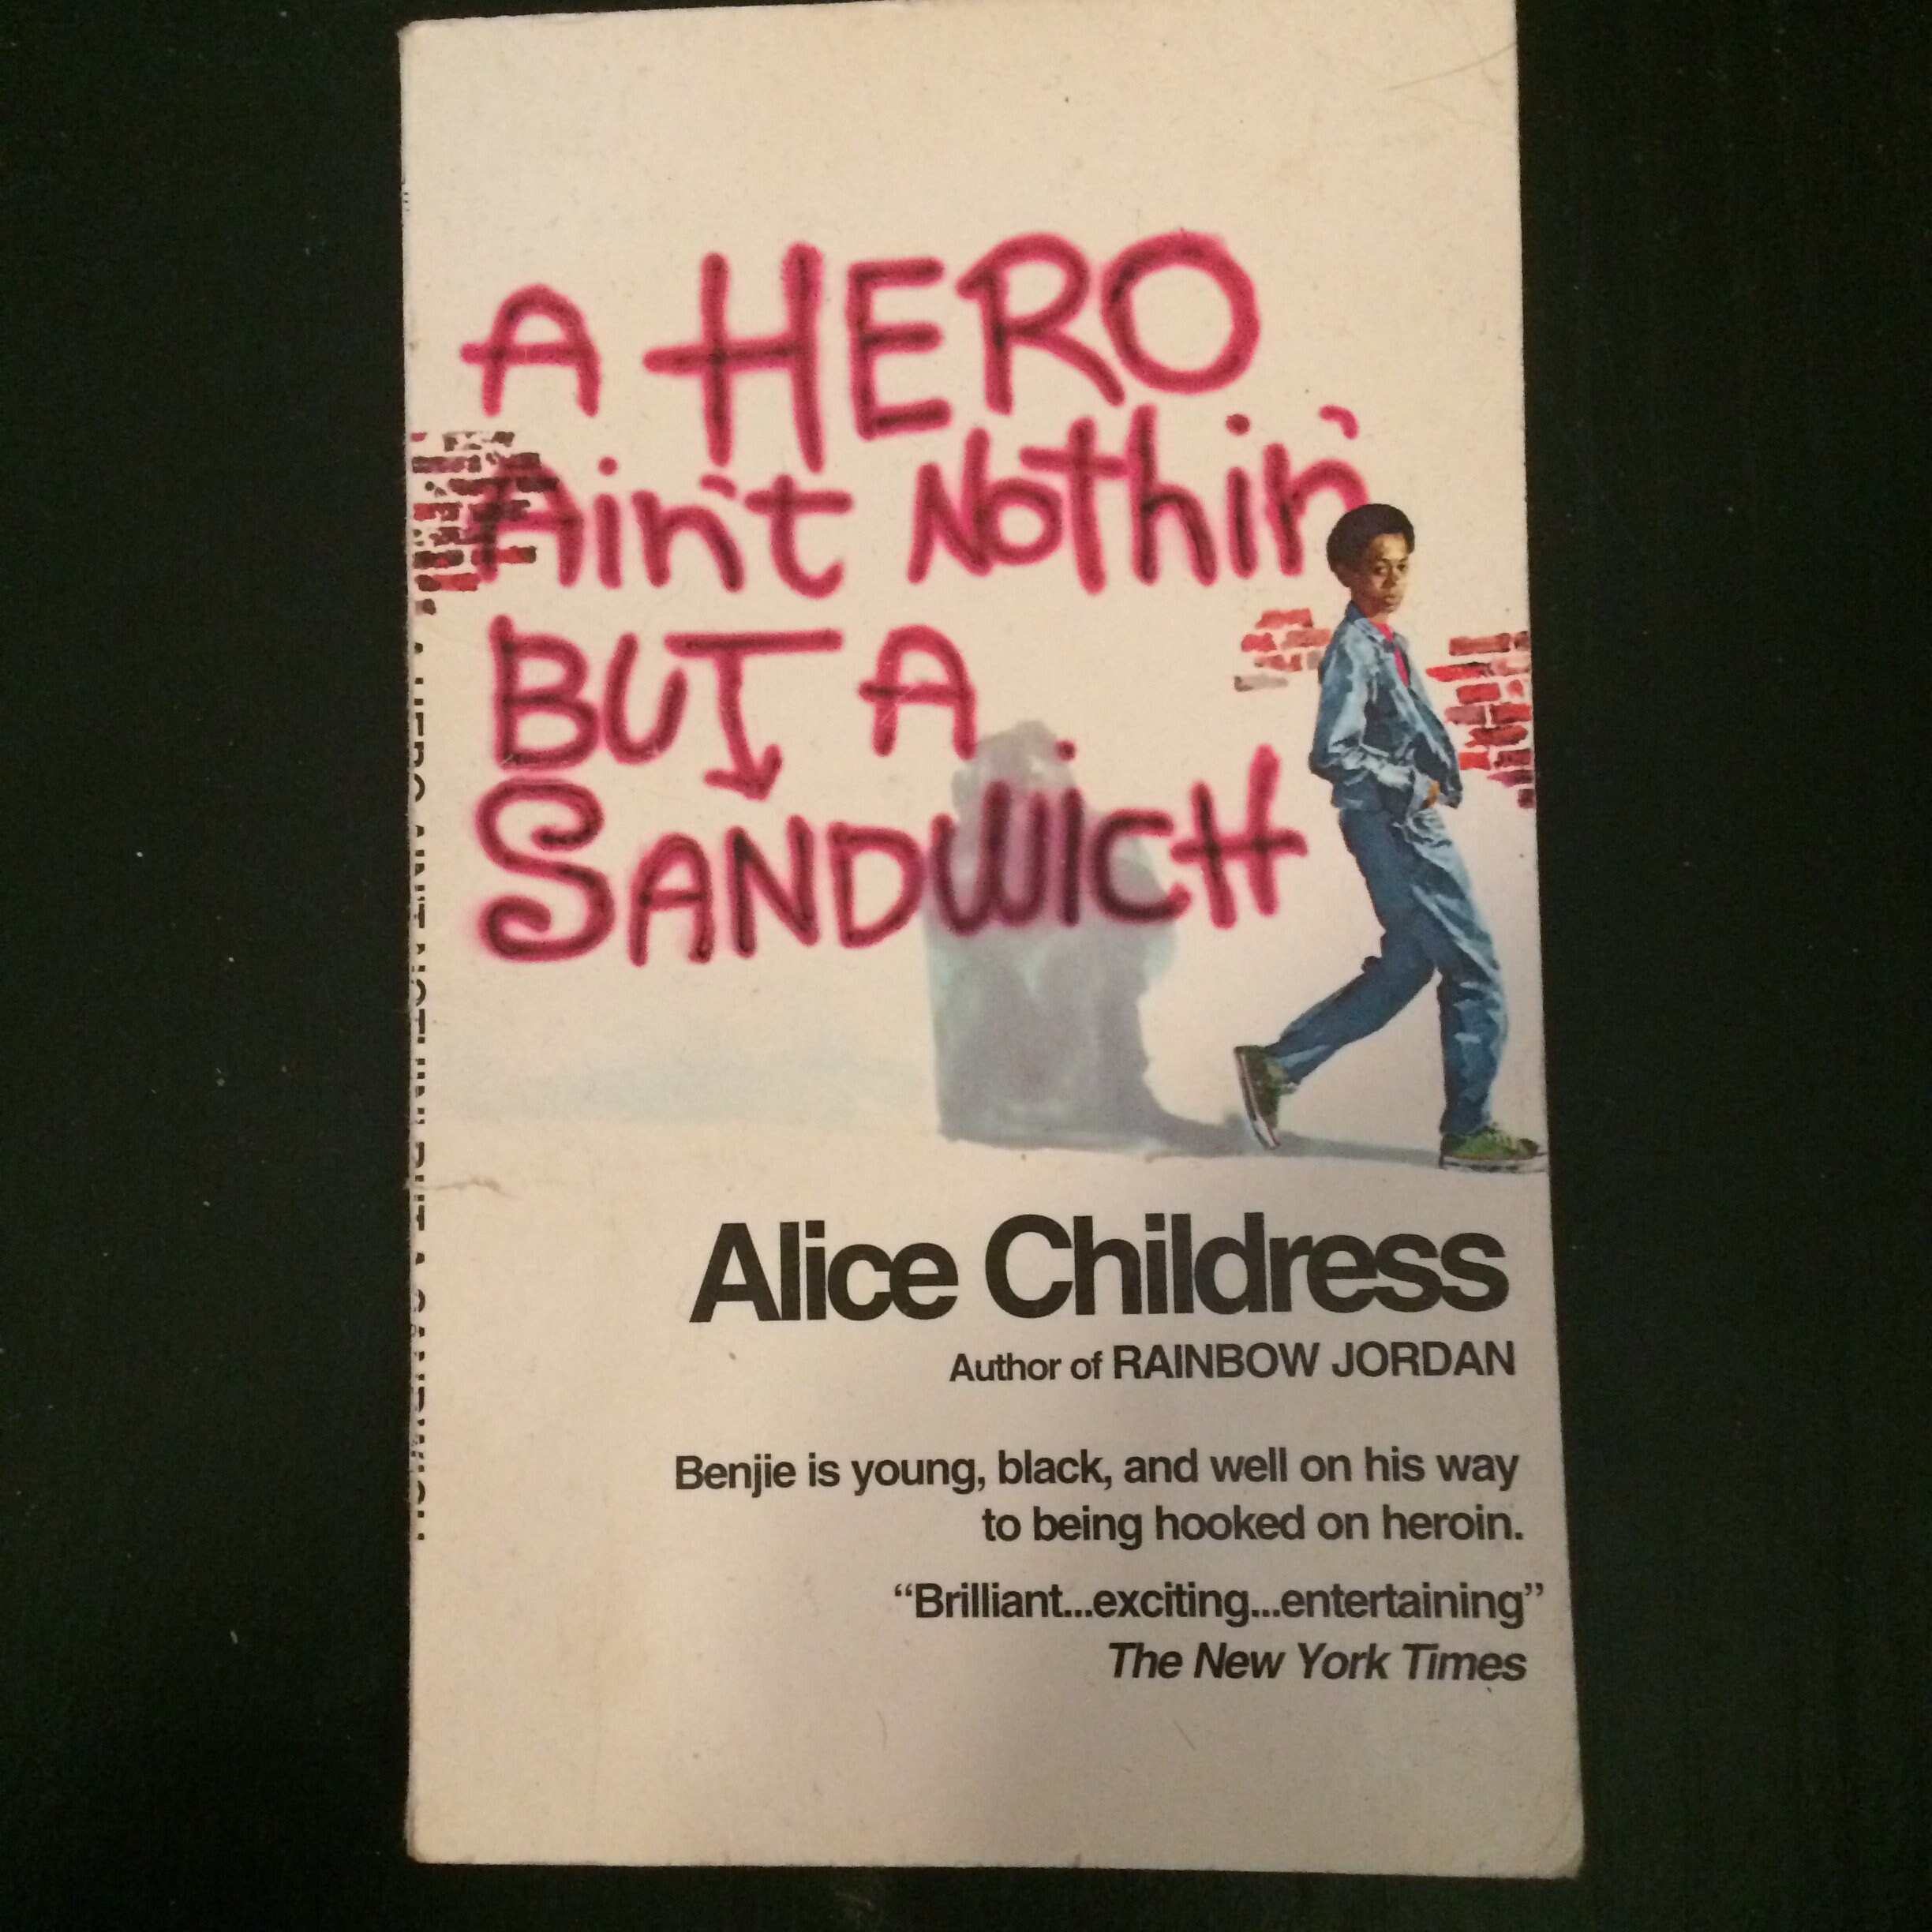 A HERO
Ain't Nothin'
BUT A
SANDWICH
Alice Childress
Author of RAINBOW JORDAN
Benjie is young, black, and well on his way
to being hooked on heroin.
“Brilliant...exciting...entertaining”
The New York Times